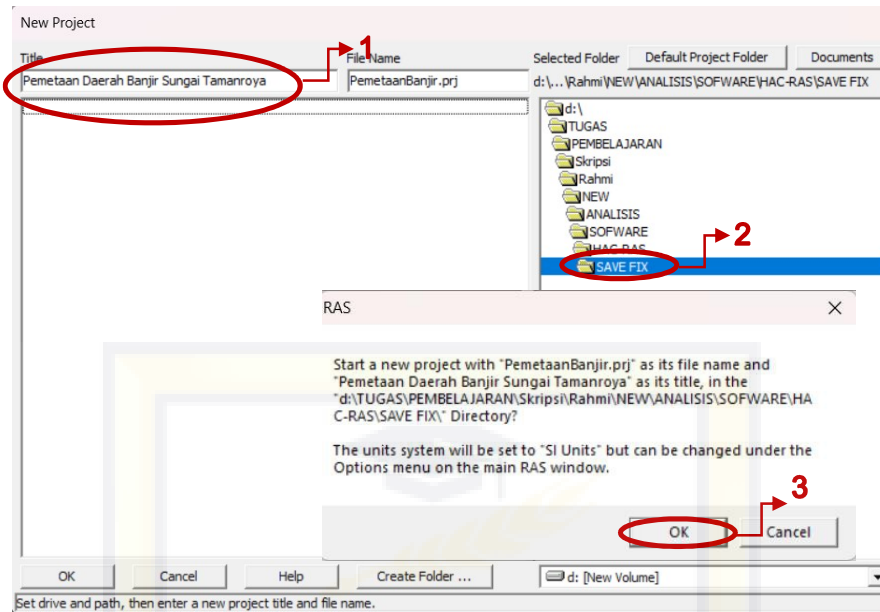 New Project
Title
1
File Name
Selected Folder
Default Project Folder
Documents
Pemetaan Daerah Banjir Sungai Tamanroya
PemetaanBanjir.prj
d:\...\Rahmi\NEW\ANALISIS\SOFWARE\HAC-RAS\SAVE FIX
d:\
TUGAS
PEMBELAJARAN
Skripsi
Rahmi
NEW
ANALISIS
SOFWARE
2
HAC-RAS
SAVE FIX
RAS
Start a new project with "PemetaanBanjir.prj" as its file name and
"Pemetaan Daerah Banjir Sungai Tamanroya" as its title, in the
"d:\TUGAS\PEMBELAJARAN\Skripsi\Rahmi\NEW\ANALISIS\SOFWARE\HA
C-RAS\SAVE FIX\" Directory?
The units system will be set to "SI Units" but can be changed under the
Options menu on the main RAS window.
3
OK
Cancel
OK
Cancel
Help
Create Folder ...
d: [New Volume]
Set drive and path, then enter a new project title and file name.